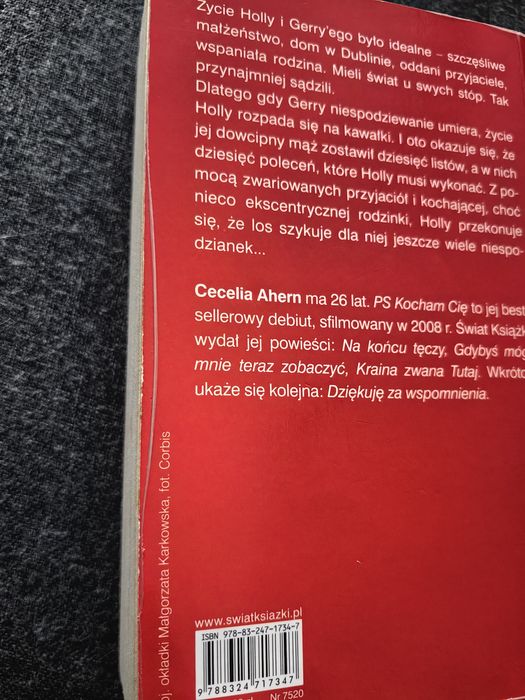 Życie Holly i Gerry'ego było idealne – szczęśliwe
małżeństwo, dom w Dublinie, oddani przyjaciele,
wspaniała rodzina. Mieli świat u swych stóp. Tak
przynajmniej sądzili.
Dlatego gdy Gerry niespodziewanie umiera, życie
Holly rozpada się na kawałki. I oto okazuje się, że
jej dowcipny mąż zostawił dziesięć listów, a w nich
dziesięć poleceń, które Holly musi wykonać. Z po-
mocą zwariowanych przyjaciół i kochającej, choć
nieco ekscentrycznej rodzinki, Holly przekonuje
się, że los szykuje dla niej jeszcze wiele niespo-
dzianek...
Cecelia Ahern ma 26 lat. PS Kocham Cię to jej best
sellerowy debiut, sfilmowany w 2008 r. Świat Książk
wydał jej powieści: Na końcu tęczy, Gdybyś móg
mnie teraz zobaczyć, Kraina zwana Tutaj. Wkrótc
ukaże się kolejna: Dziękuję za wspomnienia.
oj. okładki Małgorzata Karkowska, fot. Corbis
www.swiatksiazki.pl
ISBN 978-83-247-1734-7
9 788324 717347
Nr 7520